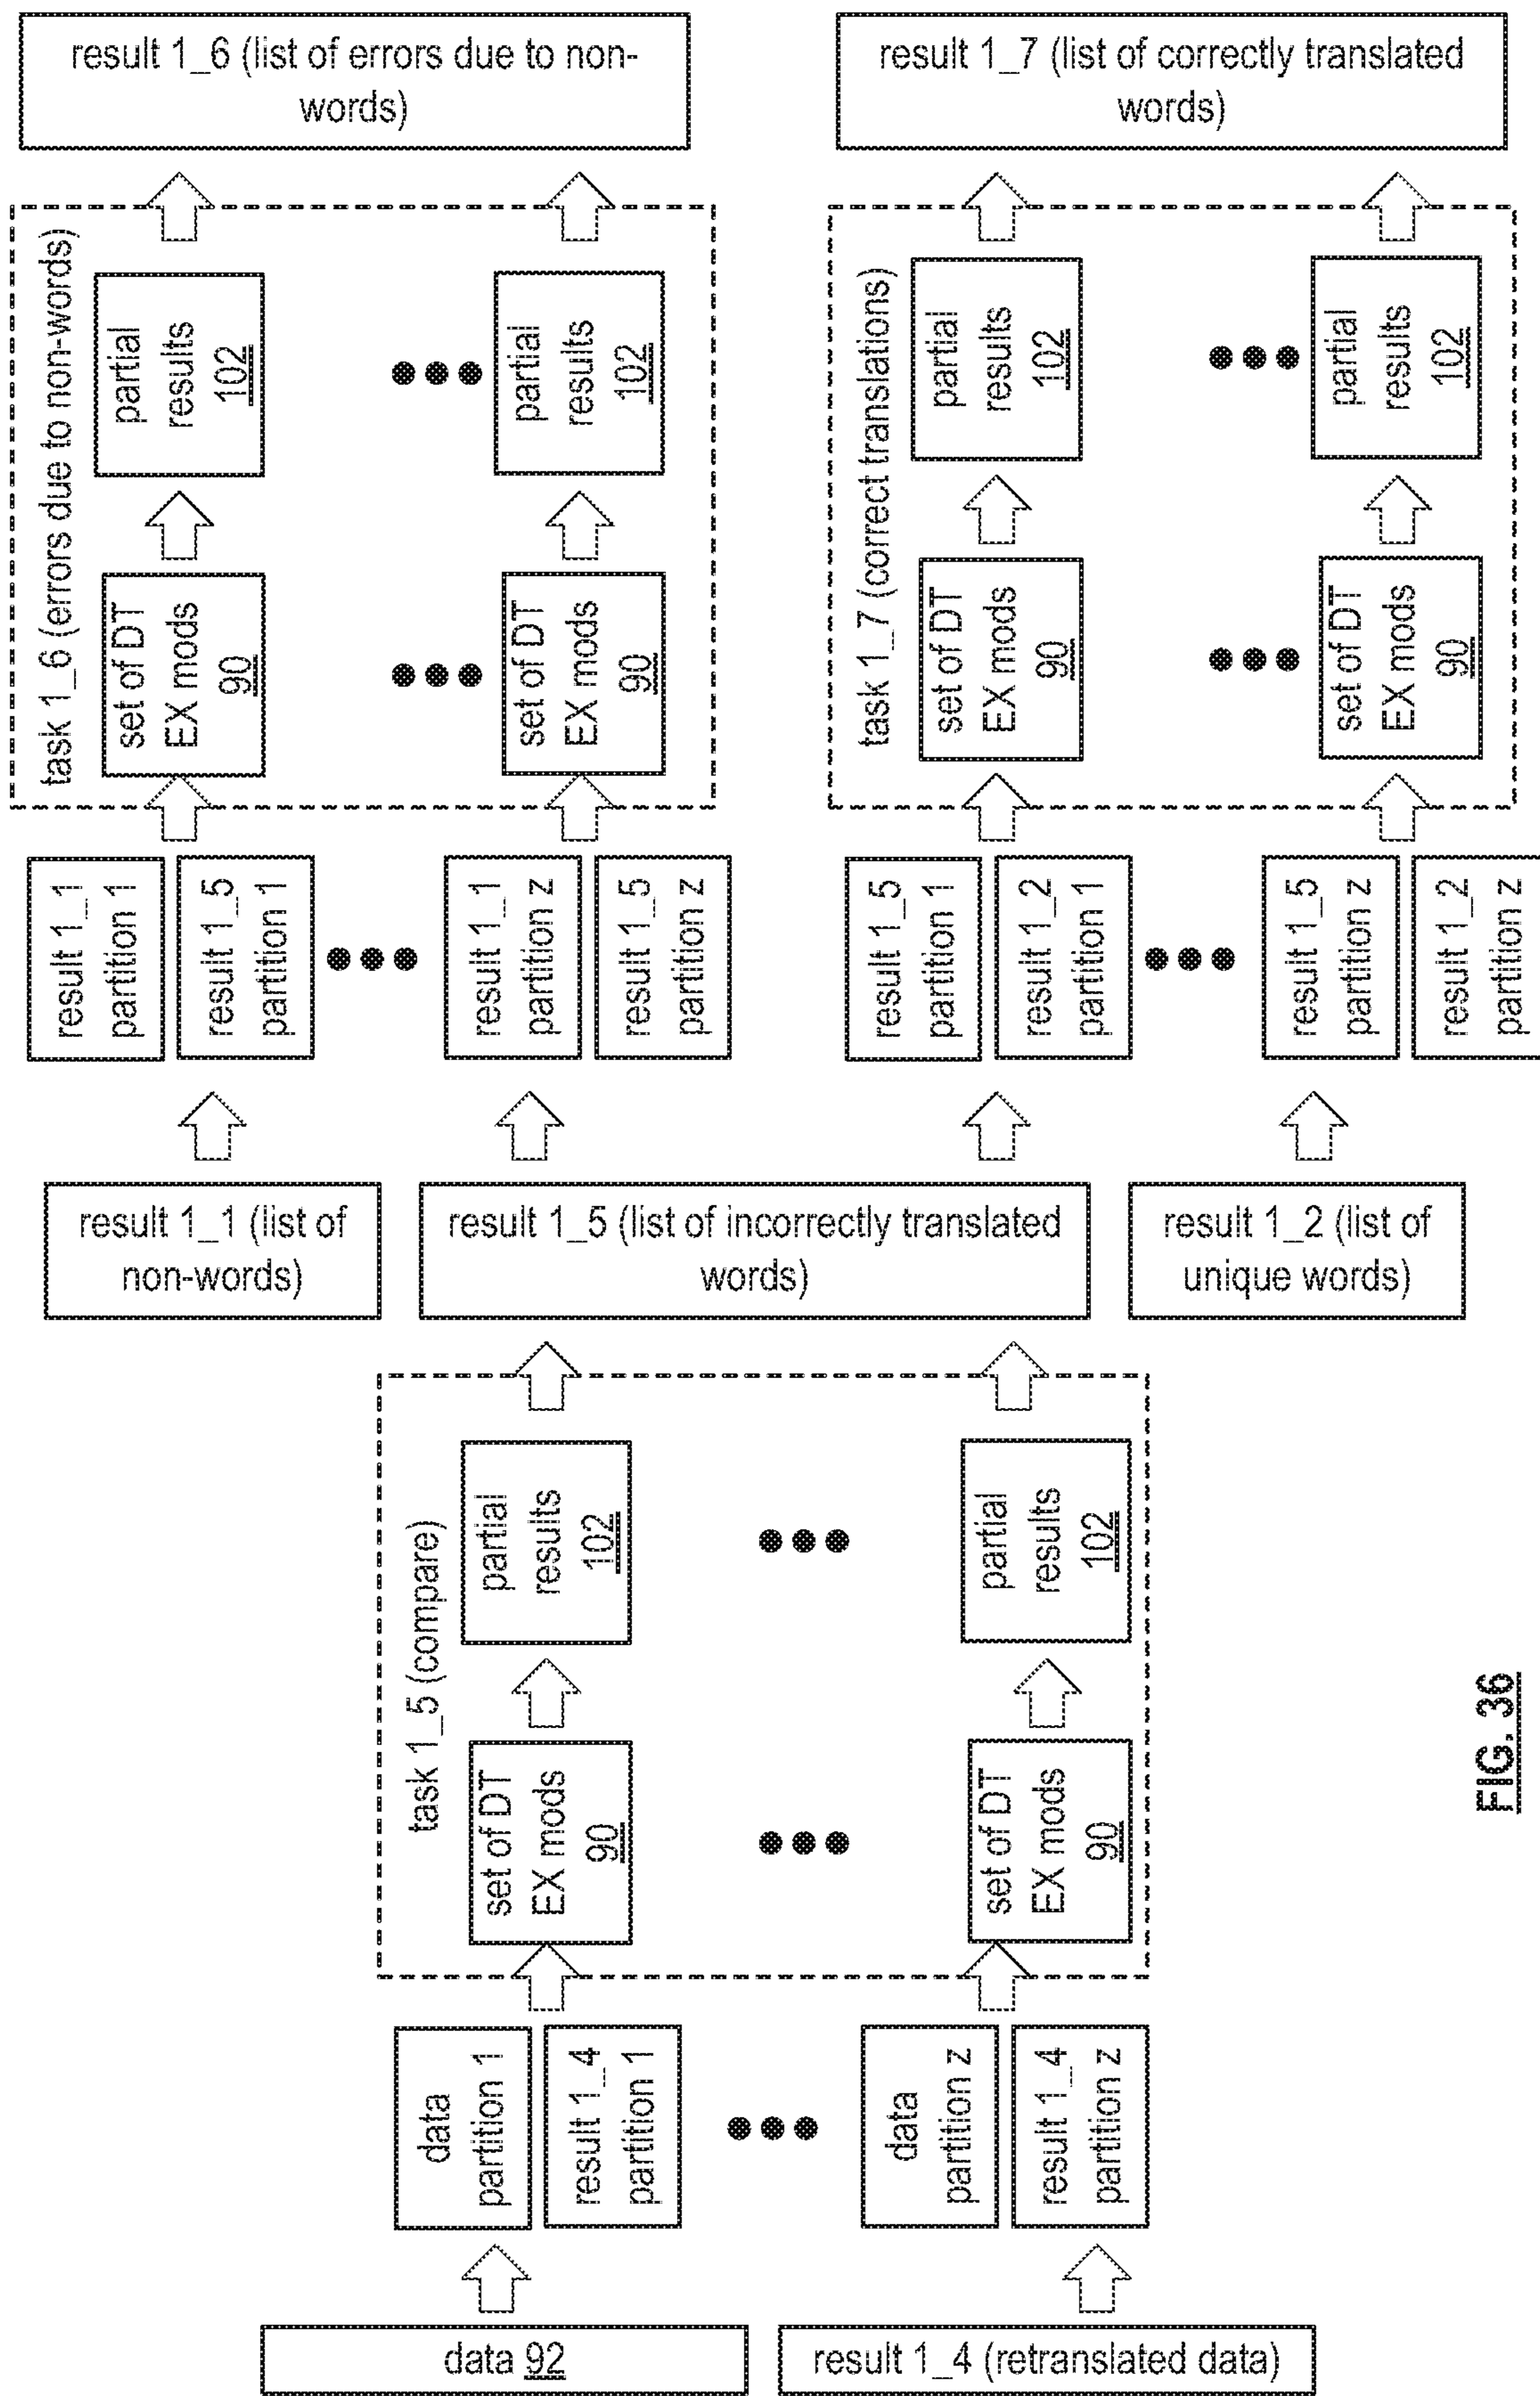 result 1_6 (list of errors due to non-
words)
result 1_7 (list of correctly translated
words)
task 1_6 (errors due to non-words)
set of DT
EX mods
90
partial
results
102
set of DT
EX mods
90
partial
results
102
task 1_7 (correct translations)
set of DT
EX mods
90
partial
results
102
set of DT
EX mods
90
partial
results
102
result 1_1
partition 1
result 1_5
partition 1
result 1_1
partition z
result 1_5
partition z
result 1_5
partition 1
result 1_2
partition 1
result 1_5
partition z
result 1_2
partition z
result 1_1 (list of
non-words)
result 1_5 (list of incorrectly translated
words)
result 1_2 (list of
unique words)
task 1_5 (compare)
set of DT
EX mods
90
partial
results
102
set of DT
EX mods
90
partial
results
102
data
partition 1
result 1_4
partition 1
data
partition z
result 1_4
partition z
data 92
result 1_4 (retranslated data)
FIG. 36